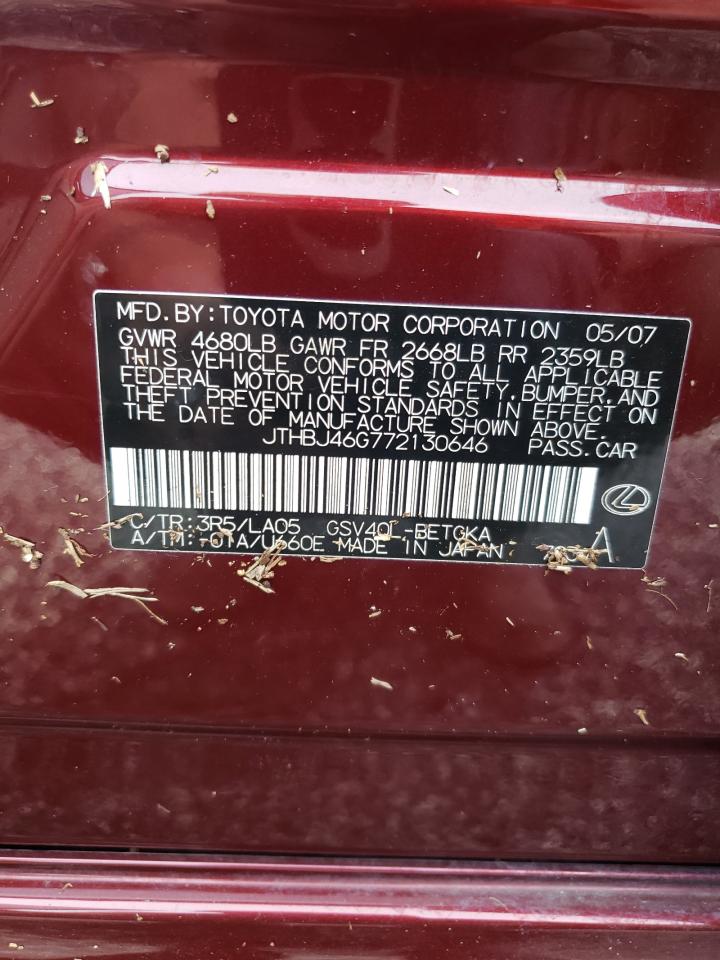 MFD.BY:TOYOTA MOTOR CORPORATION 05/07
GVWR 4680LB GAWR FR 2668LB RR 2359LB
THIS VEHICLE CONFORMS TO ALL APPLICABLE
FEDERAL MOTOR VEHICLE SAFETY,BUMPER,AND
THEFT PREVENTION STANDARDS IN EFFECT ON
THE DATE OF MANUFACTURE SHOWN ABOVE.
JTHBJ46G772130646 PASS.CAR
C/TR:3R5/LA05 GSV40L-BETGKA
A/TM: MADE IN JAPAN A